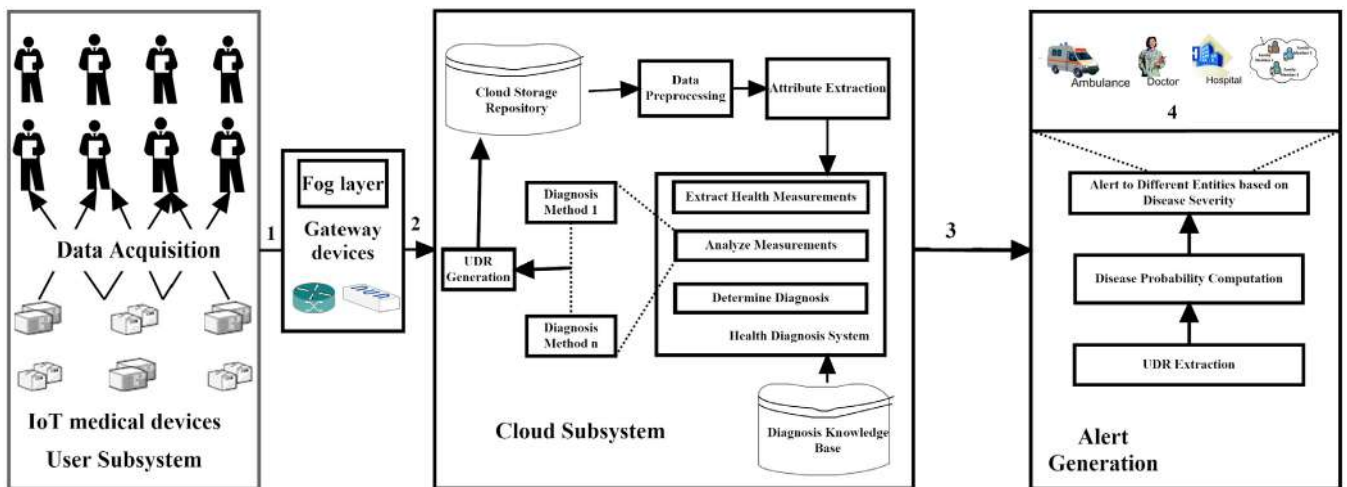 Data Acquisition
IoT medical devices
User Subsystem
1
Fog layer
Gateway
devices
2
Cloud Storage
Repository
Data
Preprocessing
Attribute Extraction
Diagnosis
Method 1
UDR
Generation
Diagnosis
Method n
Extract Health Measurements
Analyze Measurements
Determine Diagnosis
Health Diagnosis System
Diagnosis Knowledge
Base
Cloud Subsystem
3
Ambulance
Doctor
Hospital
4
Alert to Different Entities based on
Disease Severity
Disease Probability Computation
UDR Extraction
Alert
Generation